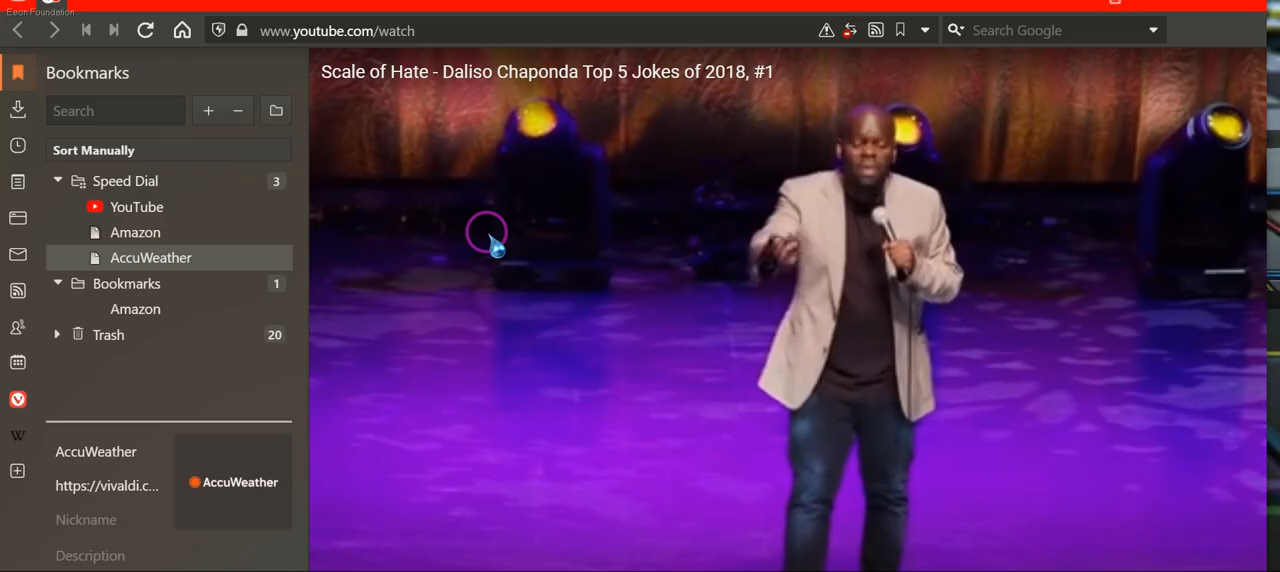 Eeon Foundation
www.youtube.com/watch
Search Google
Bookmarks
Search
Sort Manually
Speed Dial 3
YouTube
Amazon
AccuWeather
Bookmarks 1
Amazon
Trash 20
AccuWeather
https://vivaldi.c...
Nickname
Description
AccuWeather
W
Scale of Hate - Daliso Chaponda Top 5 Jokes of 2018, #1